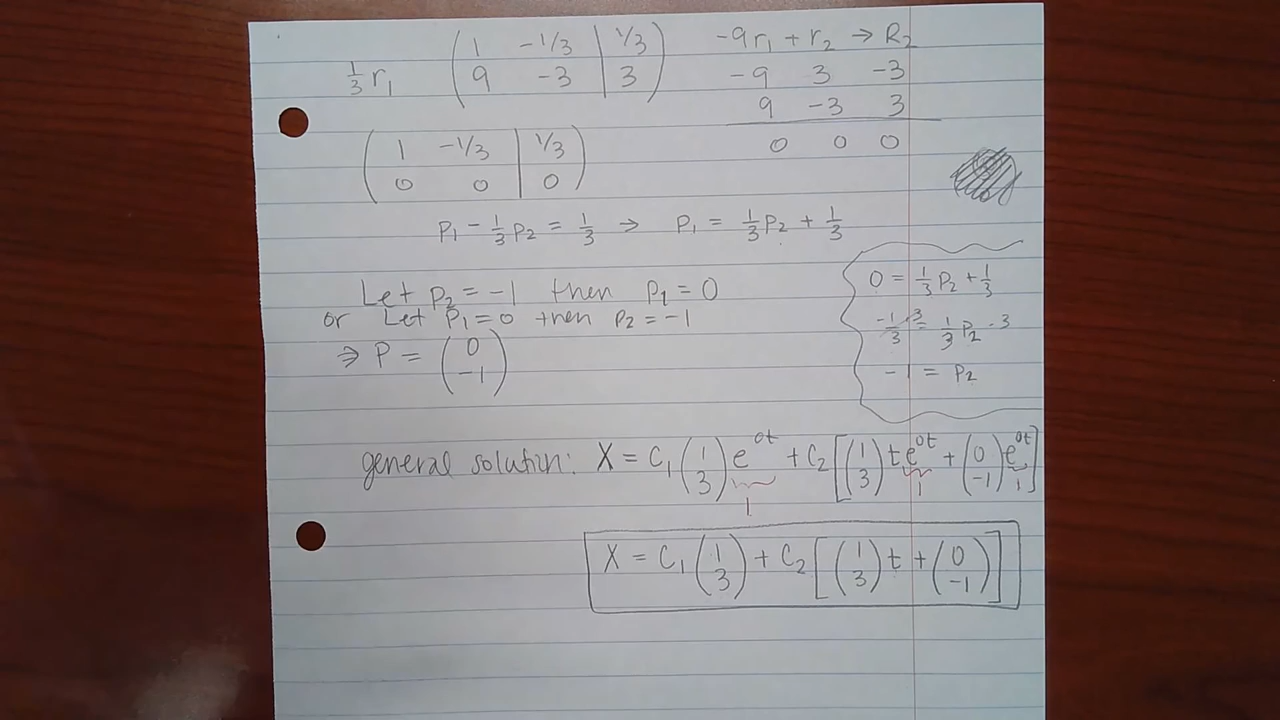 1/3 r₁ ( 1 -1/3 | 1/3 ) -9r₁ + r₂ → R₂
( 9 -3 | 3 ) -9 3 -3
9 -3 3
( 1 -1/3 | 1/3 ) 0 0 0
( 0 0 | 0 )
P₁ - 1/3 P₂ = 1/3 → P₁ = 1/3 P₂ + 1/3
0 = 1/3 P₂ + 1/3
Let P₂ = -1 then P₁ = 0
or Let P₁ = 0 then P₂ = -1
3 · -1/3 = 1/3 P₂ · 3
⇒ P = ( 0 -1 )
-1 = P₂
general solution: X = C₁ ( 1 3 ) e^0t + C₂ [ ( 1 3 ) t e^0t + ( 0 -1 ) e^0t ]
1 1 1
X = C₁ ( 1 3 ) + C₂ [ ( 1 3 ) t + ( 0 -1 ) ]